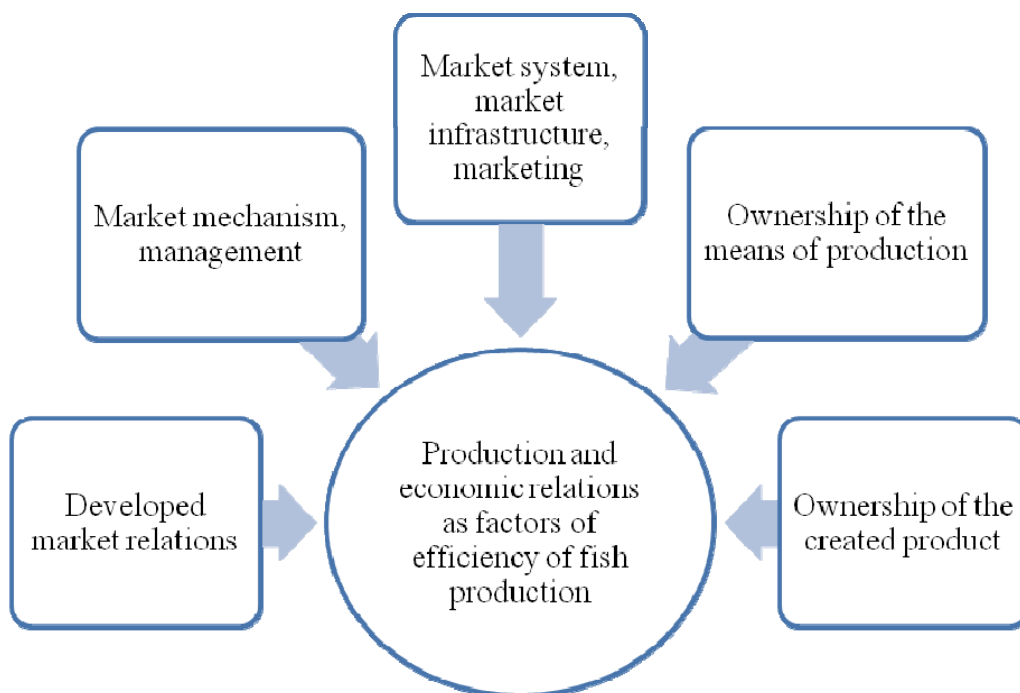 Market system,
market
infrastructure,
marketing
Market mechanism,
management
Ownership of the
means of production
Developed
market relations
Production and
economic relations
as factors of
efficiency of fish
production
Ownership of the
created product